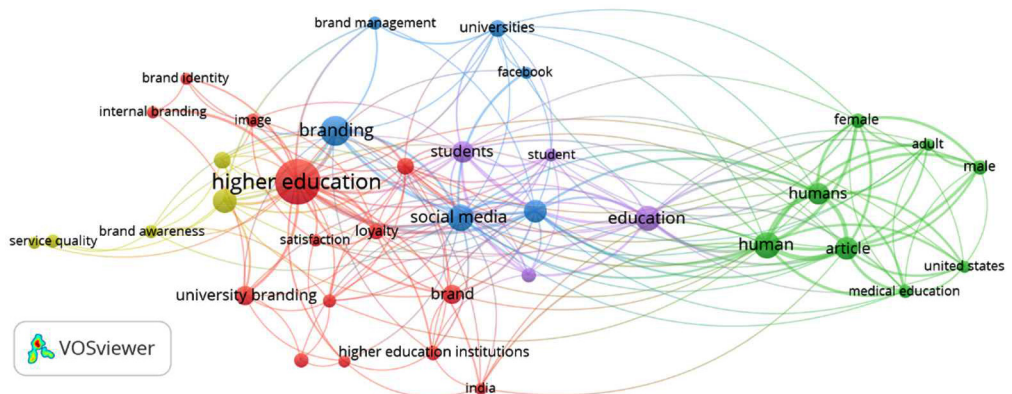 brand management
universities
facebook
brand identity
internal branding
image
branding
female
adult
male
students
student
higher education
humans
social media
education
service quality
brand awareness
satisfaction
loyalty
human
article
united states
medical education
university branding
brand
higher education institutions
india
VOSviewer